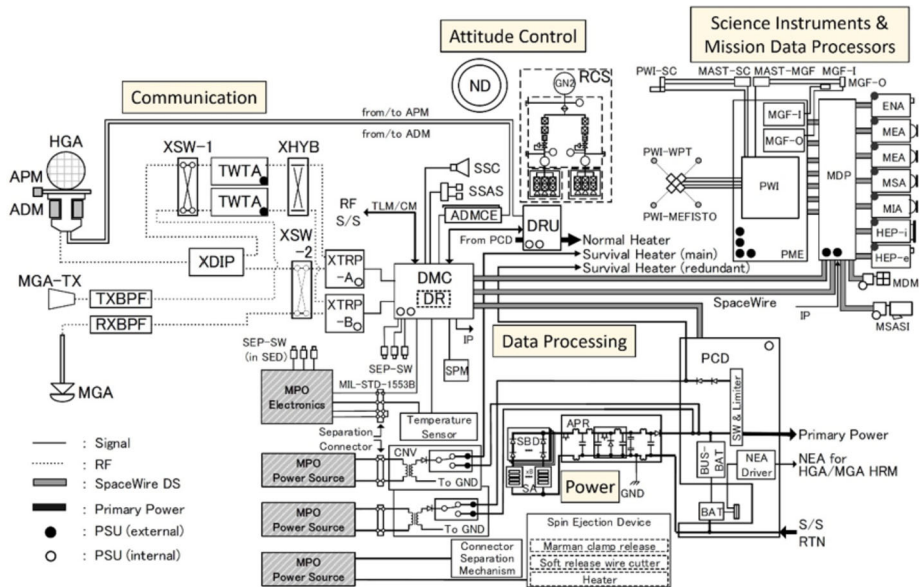 Attitude Control
Science Instruments &
Mission Data Processors
Communication
ND
GN2
RCS
PWI-SC
MAST-SC
MAST-MGF
MGF-I
MGF-O
from/to APM
from/to ADM
HGA
APM
ADM
XSW-1
TWTA
TWTA
XHYB
SSC
SSAS
ADMCE
RF
S/S
TLM/CM
DRU
From PCD
Normal Heater
Survival Heater (main)
Survival Heater (redundant)
MGF-I
MGF-O
PWI-WPT
PWI-MEFISTO
PWI
PME
MDP
ENA
MEA
MEA
MSA
MIA
HEP-i
HEP-e
MDM
MSASI
SpaceWire
IP
XSW
-2
XDIP
XTRP
-A
XTRP
-B
DMC
DR
MGA-TX
TXBPF
RXBPF
MGA
SEP-SW
(in SED)
SEP-SW
SPM
IP
Data Processing
MIL-STD-1553B
MPO
Electronics
Temperature
Sensor
Separation
Connector
PCD
SW & Limiter
Primary Power
BUS-
BAT
NEA
Driver
NEA for
HGA/MGA HRM
BAT
S/S
RTN
APR
SBD
SA
Power
GND
CNV
MPO
Power Source
To GND
MPO
Power Source
To GND
MPO
Power Source
Connector
Separation
Mechanism
Spin Ejection Device
Marman clamp release
Soft release wire cutter
Heater
: Signal
: RF
: SpaceWire DS
: Primary Power
: PSU (external)
: PSU (internal)